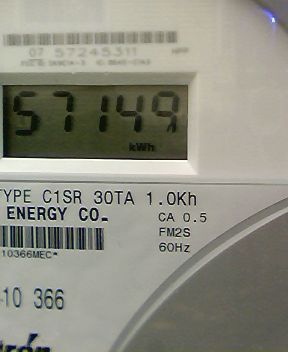 07 57245311
57149
kWh
TYPE C1SR 30TA 1.0Kh
ENERGY CO.
CA 0.5
FM2S
60Hz
10366MEC*
10 366